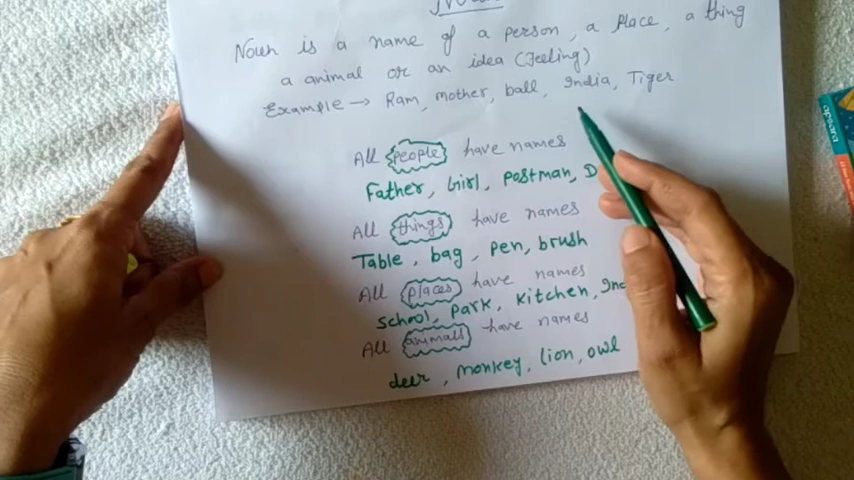 Noun is a name of a person, a place, a thing
a animal or an idea (Feeling)
Example → Ram, mother, ball, India, Tiger
All people have names
Father, Girl, postman, D
All things have names
Table, bag, pen, brush
All places have names
school, park, kitchen, Ind
All animals have names
deer, monkey, lion, owl